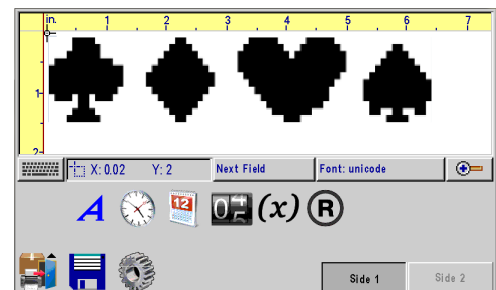 in. 1 2 3 4 5 6 7
1
2
X: 0.02 Y: 2 Next Field Font: unicode
A 12 04 (x) R
Side 1 Side 2